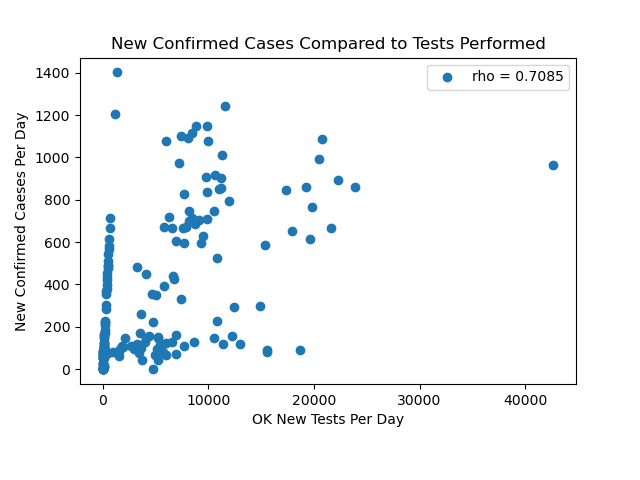 New Confirmed Cases Compared to Tests Performed
rho = 0.7085
New Confirmed Caeses Per Day
1400
1200
1000
800
600
400
200
0
0 10000 20000 30000 40000
OK New Tests Per Day